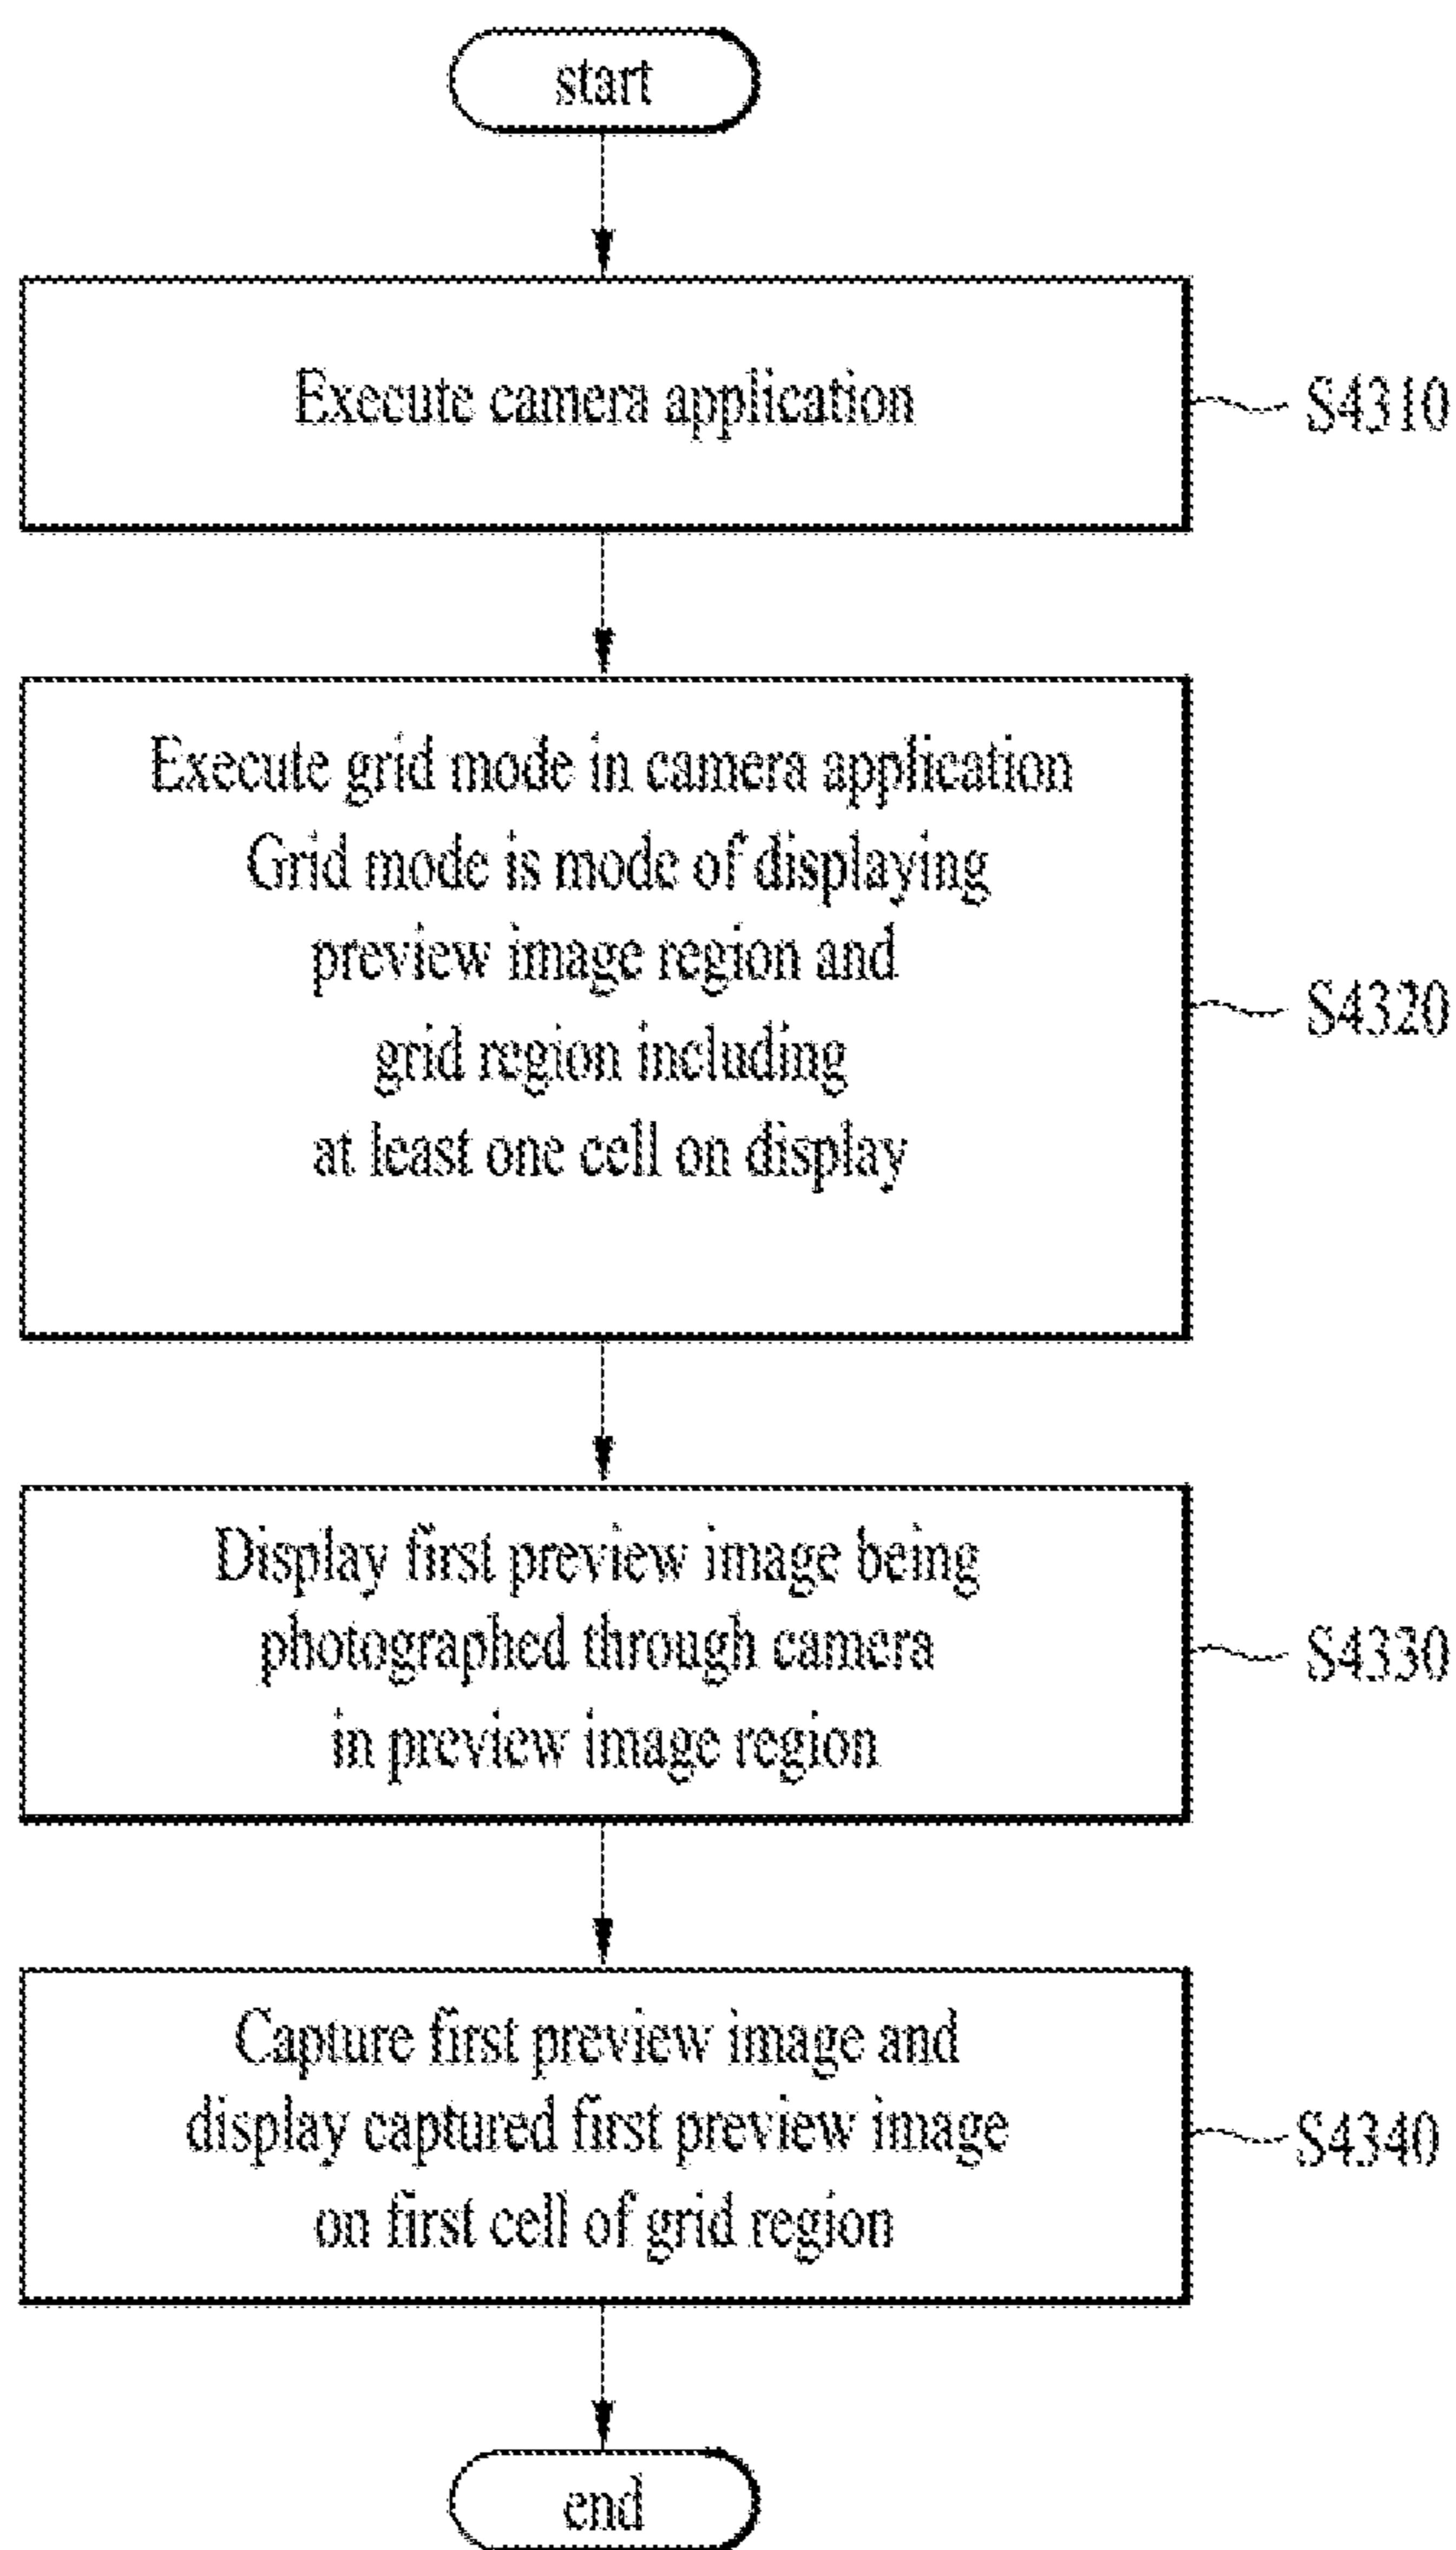 start
Execute camera application
S4310
Execute grid mode in camera application
Grid mode is mode of displaying
preview image region and
grid region including
at least one cell on display
S4320
Display first preview image being
photographed through camera
in preview image region
S4330
Capture first preview image and
display captured first preview image
on first cell of grid region
S4340
end